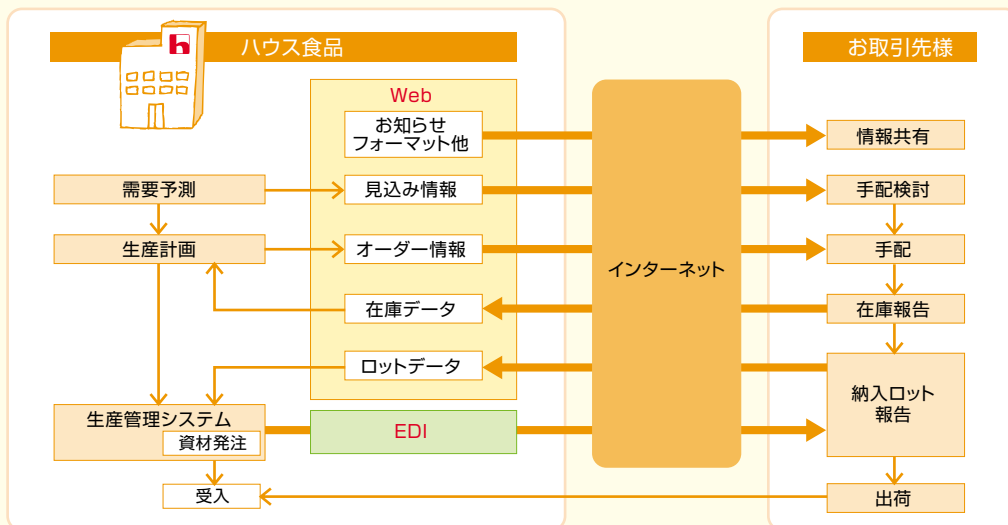 ハウス食品
お取引先様
Web
お知らせ
フォーマット他
情報共有
需要予測
見込み情報
手配検討
生産計画
オーダー情報
インターネット
手配
在庫データ
在庫報告
ロットデータ
納入ロット
報告
生産管理システム
資材発注
EDI
受入
出荷